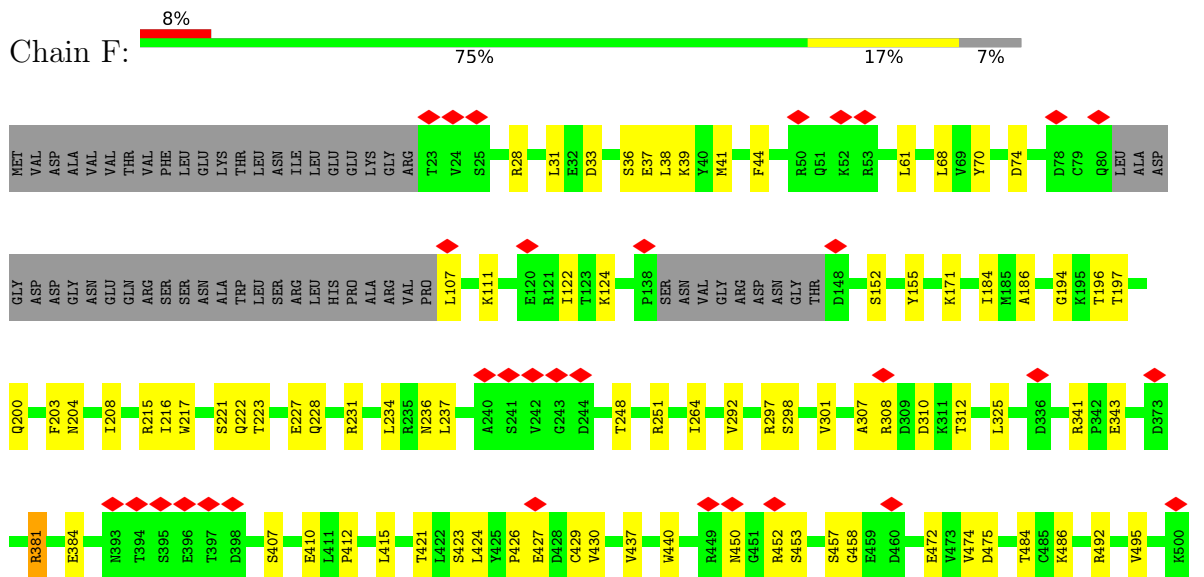 8%
Chain F:
75% 17% 7%
MET VAL ASP ALA VAL VAL THR VAL PHE LEU GLU LYS THR LEU ASN ILE LEU GLU GLU LYS GLY ARG T23 V24 S25 R28 L31 E32 D33 S36 E37 L38 K39 Y40 M41 F44 R50 Q51 K52 R53 L61 L68 V69 Y70 D74 D78 C79 Q80 LEU ALA ASP
GLY ASP ASP GLY ASN GLU GLN ARG SER SER ASN ALA TRP LEU SER ARG LEU HIS PRO ALA ARG VAL PRO L107 K111 E120 R121 I122 T123 K124 P138 SER ASN VAL GLY ARG ASP ASN GLY THR D148 S152 Y155 K171 I184 M185 A186 G194 K195 T196 T197
Q200 F203 N204 I208 R215 I216 W217 S221 Q222 T223 E227 Q228 R231 L234 R235 N236 L237 A240 S241 V242 G243 D244 T248 R251 I264 V292 R297 S298 V301 A307 R308 D309 D310 K311 T312 L325 D336 R341 P342 E343 D373
R381 E384 N393 T394 S395 E396 T397 D398 S407 E410 L411 P412 L415 T421 L422 S423 L424 Y425 P426 E427 D428 C429 V430 V437 W440 R449 N450 G451 R452 S453 S457 G458 E459 D460 E472 V473 V474 D475 T484 C485 K486 R492 V495 K500